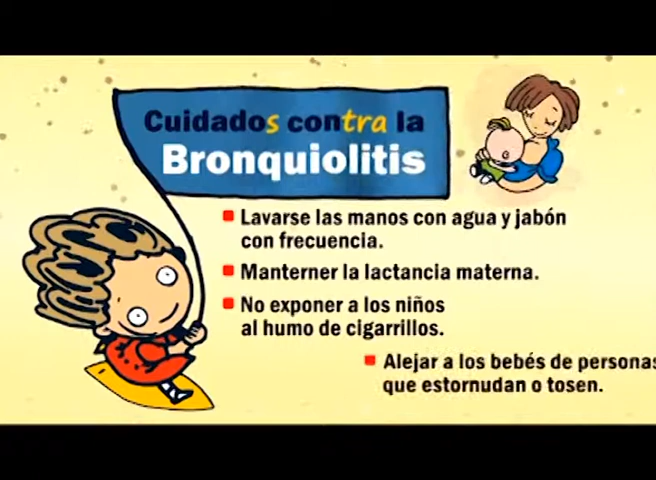 Cuidados contra la
Bronquiolitis
Lavarse las manos con agua y jabón
con frecuencia.
Manterner la lactancia materna.
No exponer a los niños
al humo de cigarrillos.
Alejar a los bebés de personas
que estornudan o tosen.